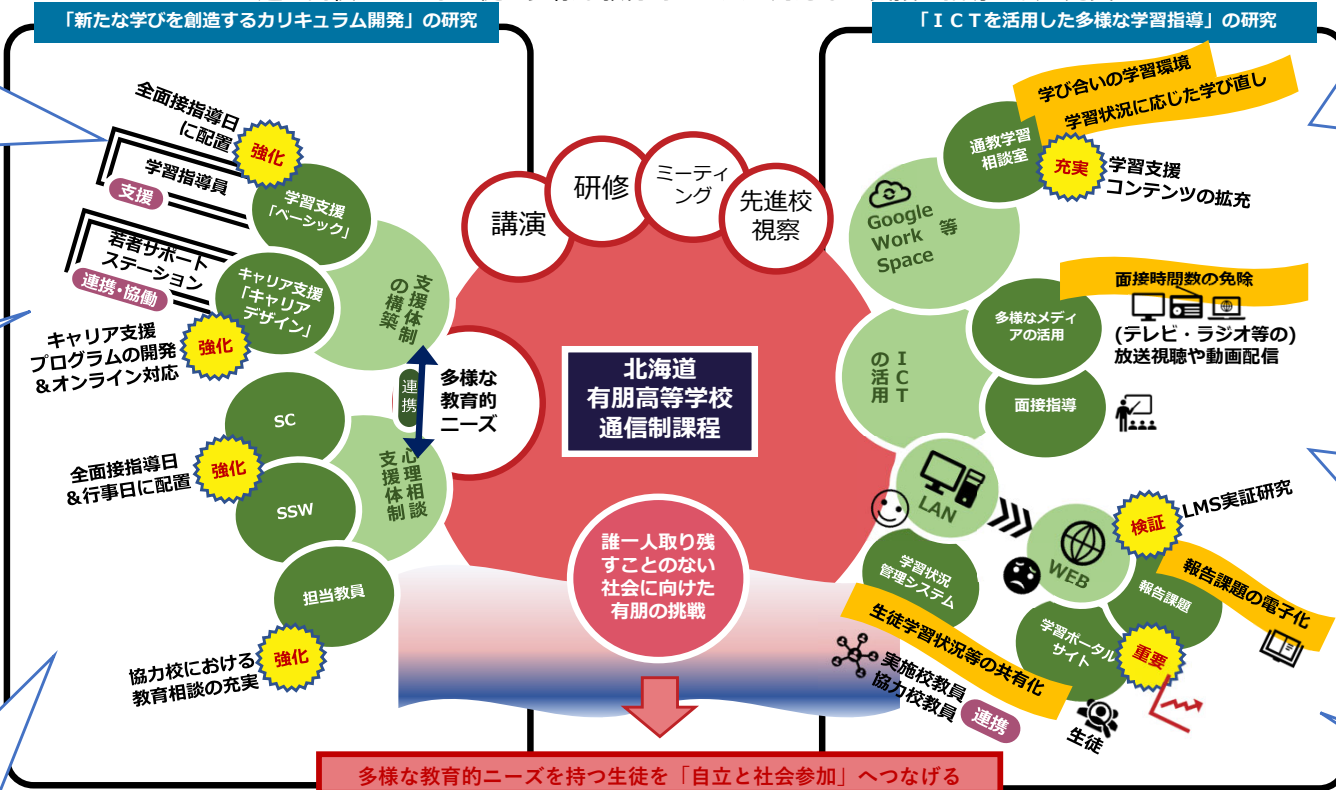 「新たな学びを創造するカリキュラム開発」の研究
「ＩＣＴを活用した多様な学習指導」の研究
全面接指導日
に配置
強化
学習指導員
支援
学習支援
「ベーシック」
若者サポート
ステーション
連携・協働
キャリア支援
「キャリア
デザイン」
キャリア支援
プログラムの開発
＆オンライン対応
強化
支援体制
の構築
連携
多様な
教育的
ニーズ
SC
SSW
全面接指導日
＆行事日に配置
強化
心理相談
支援体制
担当教員
協力校における
教育相談の充実
強化
講演
研修
ミーティ
ング
先進校
視察
北海道
有朋高等学校
通信制課程
誰一人取り残
すことのない
社会に向けた
有朋の挑戦
多様な教育的ニーズを持つ生徒を「自立と社会参加」へつなげる
学び合いの学習環境
学習状況に応じた学び直し
通教学習
相談室
充実
学習支援
コンテンツの拡充
Google
Work
Space
等
面接時間数の免除
多様なメディ
アの活用
(テレビ・ラジオ等の)
放送視聴や動画配信
ＩＣＴ
の活用
面接指導
LAN
WEB
検証
LMS実証研究
報告課題の電子化
報告課題
学習状況
管理システム
学習ポータル
サイト
重要
生徒学習状況等の共有化
実施校教員
協力校教員
連携
生徒